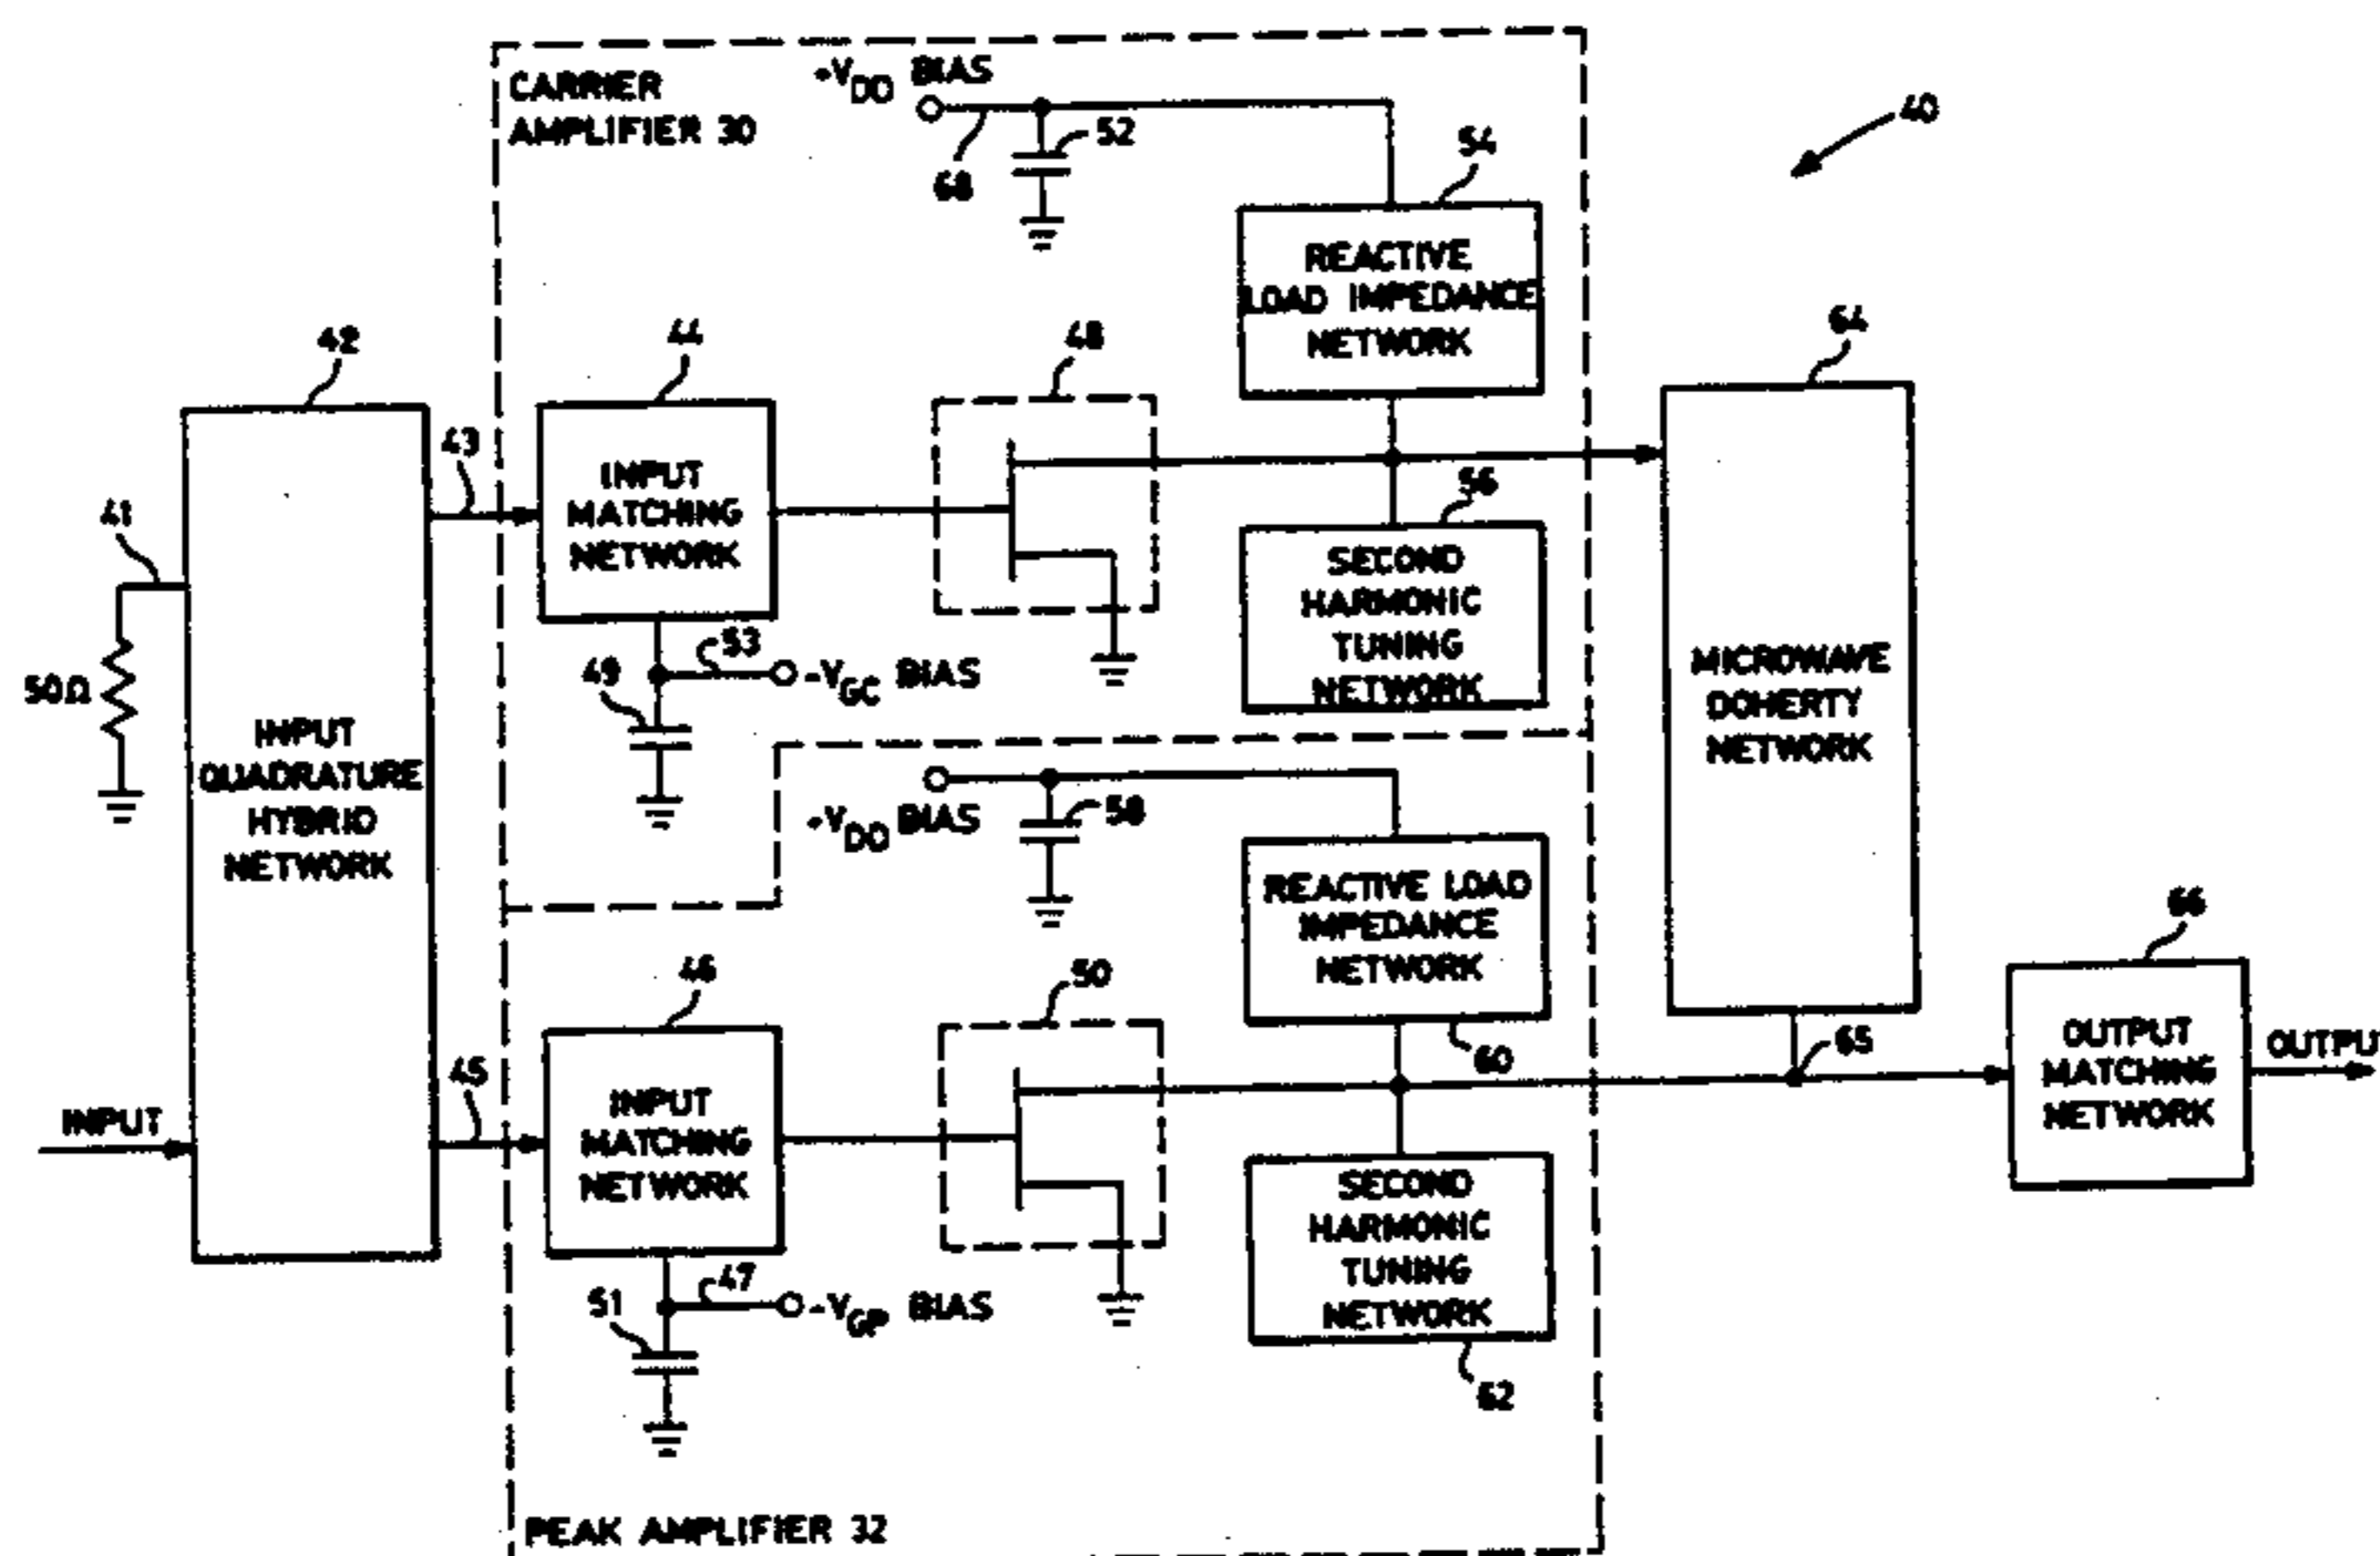 CARRIER
AMPLIFIER 30
+VDD BIAS
68
52
54
40
REACTIVE
LOAD IMPEDANCE
NETWORK
42
44
48
64
43
41
INPUT
MATCHING
NETWORK
56
SECOND
HARMONIC
TUNING
NETWORK
50Ω
49
53
-VGC BIAS
INPUT
QUADRATURE
HYBRID
NETWORK
MICROWAVE
DOHERTY
NETWORK
+VDD BIAS
58
REACTIVE LOAD
IMPEDANCE
NETWORK
60
66
46
50
45
INPUT
INPUT
MATCHING
NETWORK
65
OUTPUT
MATCHING
NETWORK
OUTPUT
SECOND
HARMONIC
TUNING
NETWORK
62
51
47
-VGP BIAS
PEAK AMPLIFIER 32